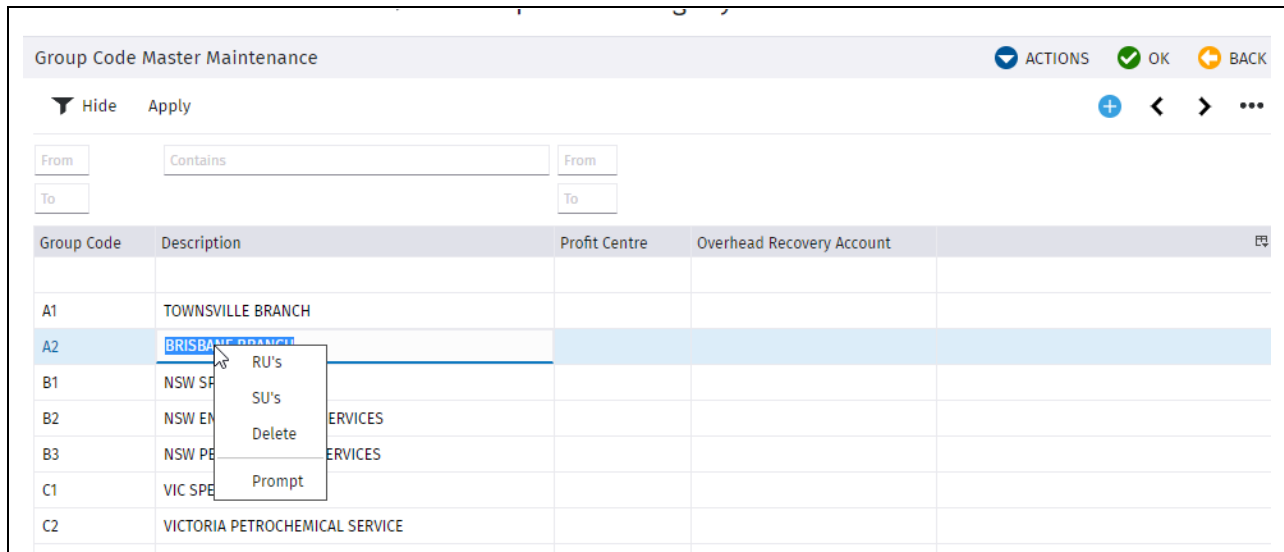 Group Code Master Maintenance ACTIONS OK BACK
Hide Apply
From Contains From
To To
Group Code Description Profit Centre Overhead Recovery Account
A1 TOWNSVILLE BRANCH
A2 BRISBANE BRANCH
RU's
B1 NSW SP
SU's
B2 NSW EN ERVICES
Delete
B3 NSW PE ERVICES
Prompt
C1 VIC SPE
C2 VICTORIA PETROCHEMICAL SERVICE